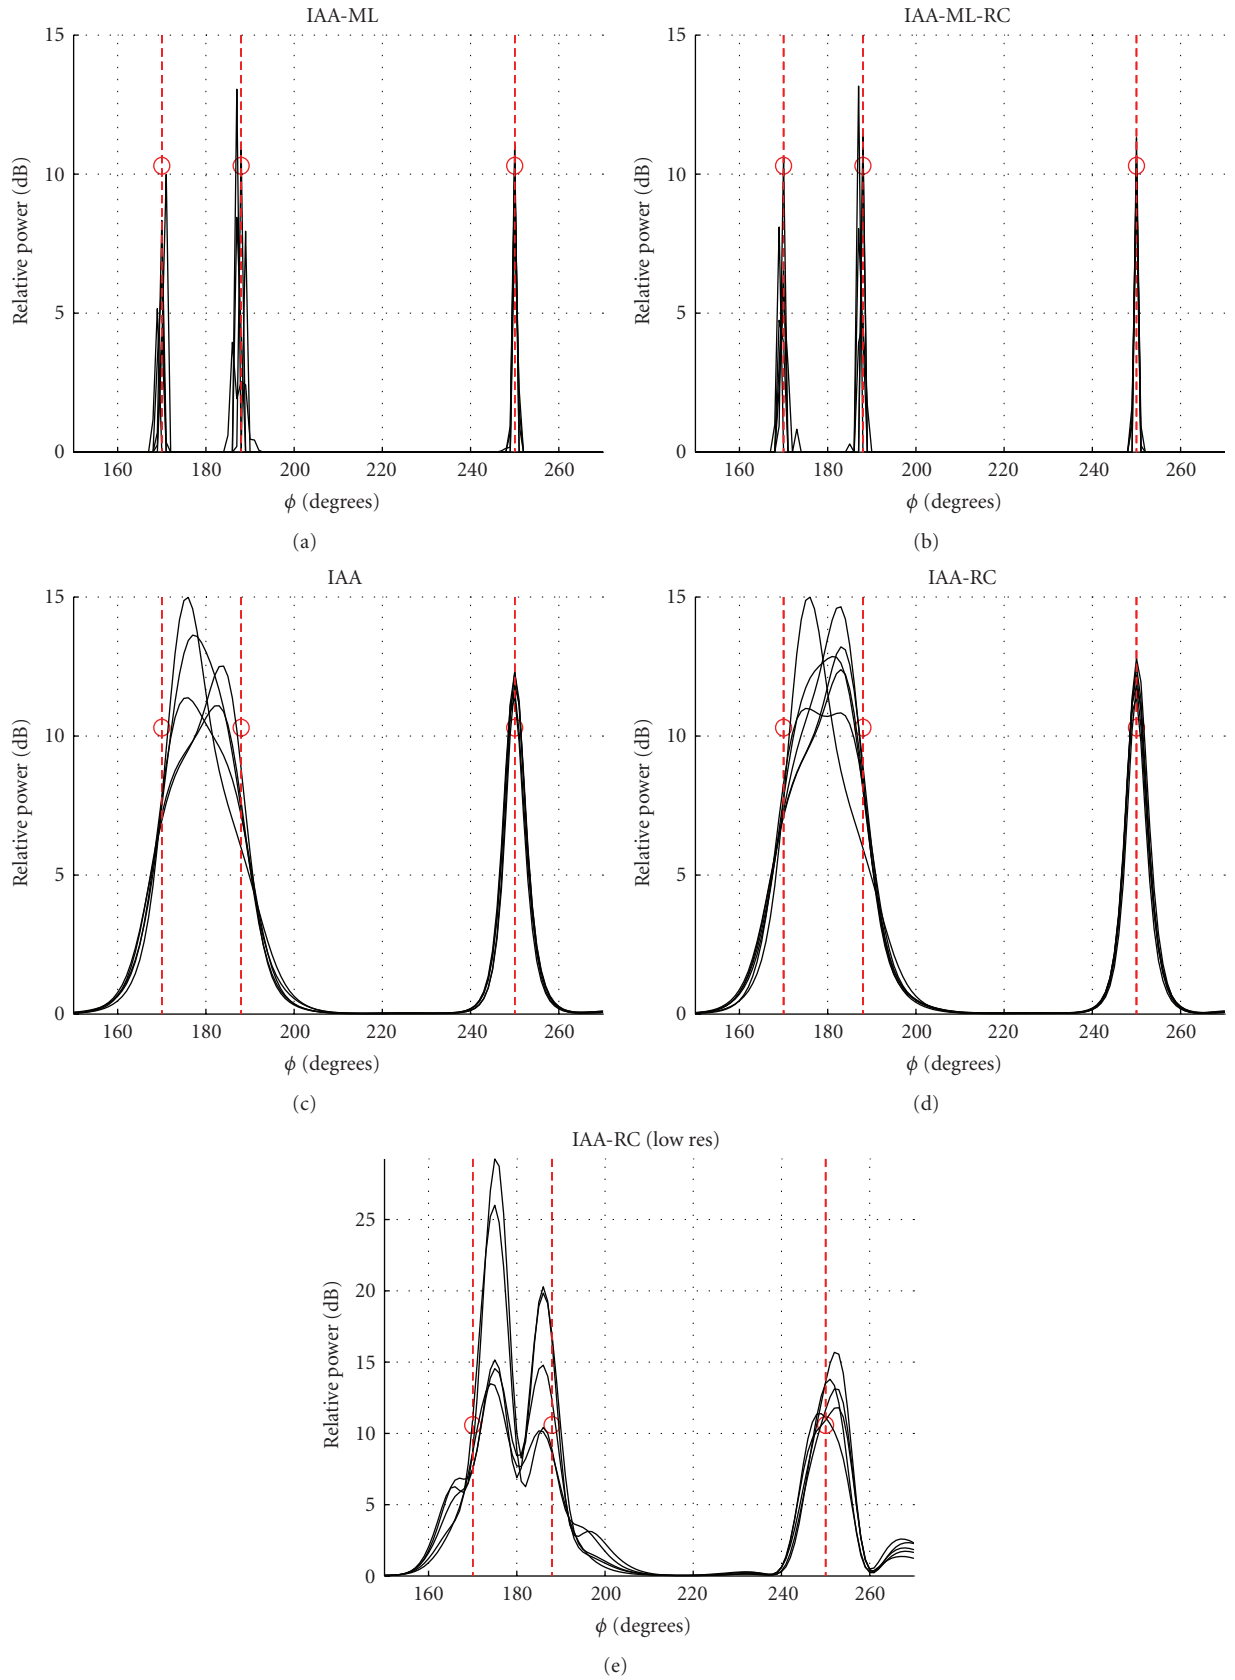 IAA-ML
15
10
5
0
Relative power (dB)
160 180 200 220 240 260
ϕ (degrees)
(a)
IAA-ML-RC
15
10
5
0
Relative power (dB)
160 180 200 220 240 260
ϕ (degrees)
(b)
IAA
15
10
5
0
Relative power (dB)
160 180 200 220 240 260
ϕ (degrees)
(c)
IAA-RC
15
10
5
0
Relative power (dB)
160 180 200 220 240 260
ϕ (degrees)
(d)
IAA-RC (low res)
25
20
15
10
5
0
Relative power (dB)
160 180 200 220 240 260
ϕ (degrees)
(e)